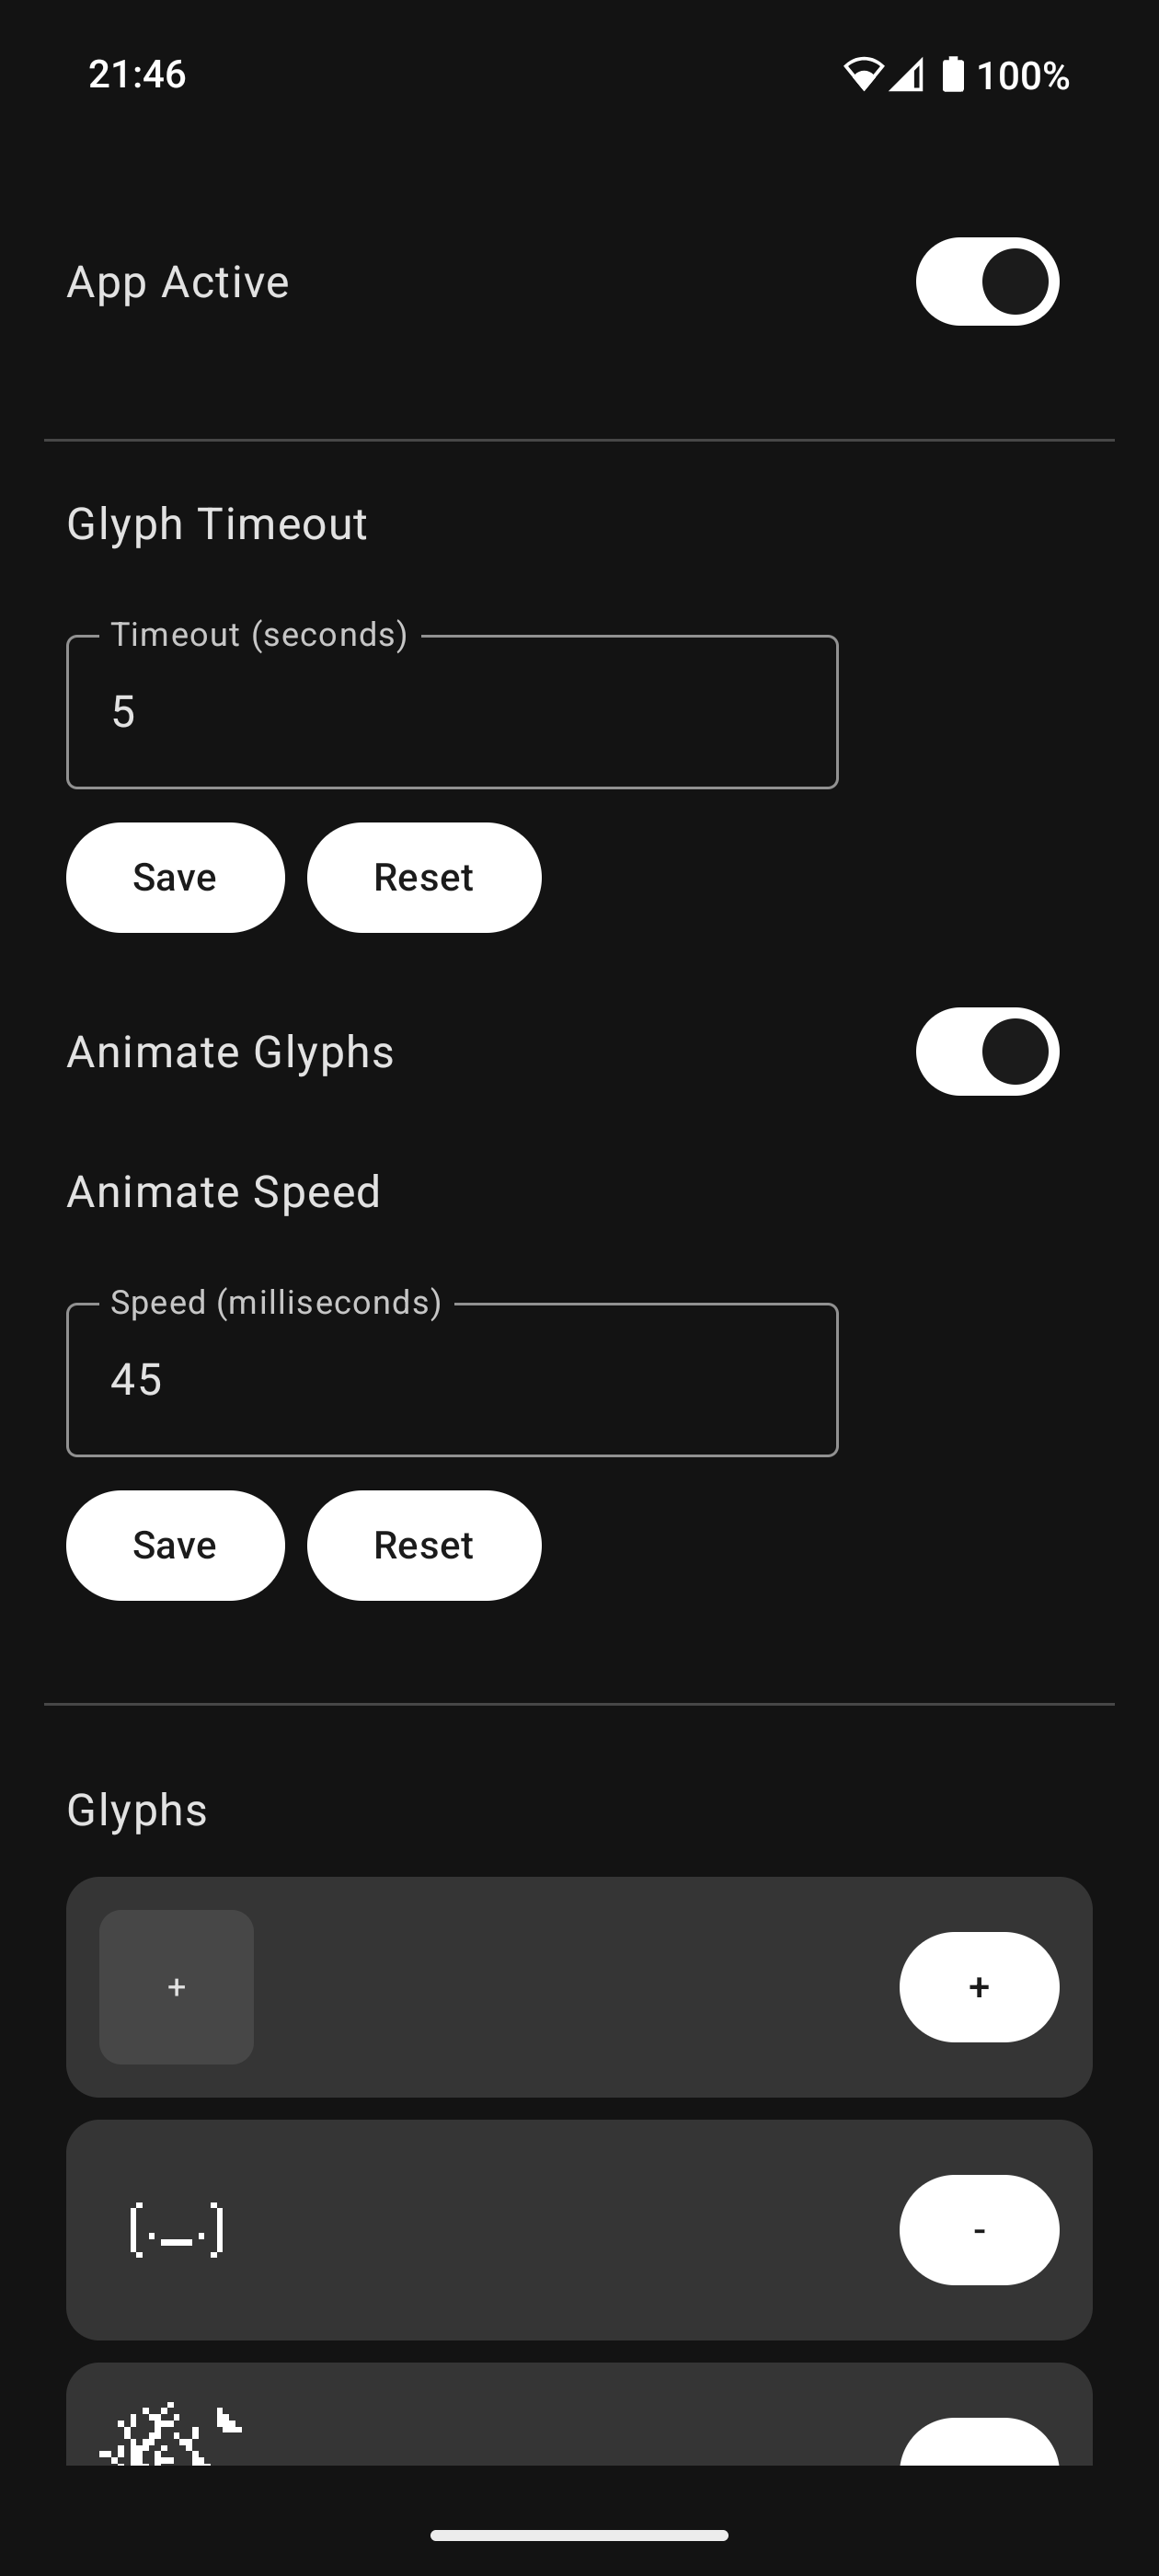 21:46 100%
App Active
Glyph Timeout
Timeout (seconds)
5
Save Reset
Animate Glyphs
Animate Speed
Speed (milliseconds)
45
Save Reset
Glyphs
+ +
(._.) -